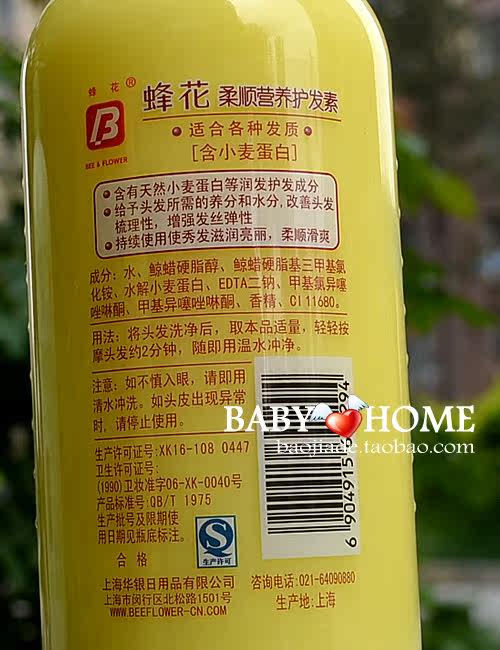 蜂花®
BEE & FLOWER
蜂花 柔顺营养护发素
适合各种发质
[含小麦蛋白]
●含有天然小麦蛋白等润发护发成分
●给予头发所需的养分和水分,改善头发
梳理性,增强发丝弹性
●持续使用使秀发滋润亮丽,柔顺滑爽
成分:水、鲸蜡硬脂醇、鲸蜡硬脂基三甲基氯
化铵、水解小麦蛋白、EDTA二钠、甲基氯异噻
唑啉酮、甲基异噻唑啉酮、香精、CI 11680。
用法:将头发洗净后,取本品适量,轻轻按
摩头发约2分钟,随即用温水冲净。
注意:如不慎入眼,请即用
清水冲洗。如头皮出现异常
时,请停止使用。
BABY HOME
baojiade.taobao.com
生产许可证号:XK16-108 0447
卫生许可证号:
(1990)卫妆准字06-XK-0040号
产品标准号:QB/T 1975
生产批号及限期使
用日期见瓶底标注。
合格
QS
生产许可
上海华银日用品有限公司
上海市闵行区北松路1501号
WWW.BEEFLOWER-CN.COM
咨询电话:021-64090880
生产地:上海